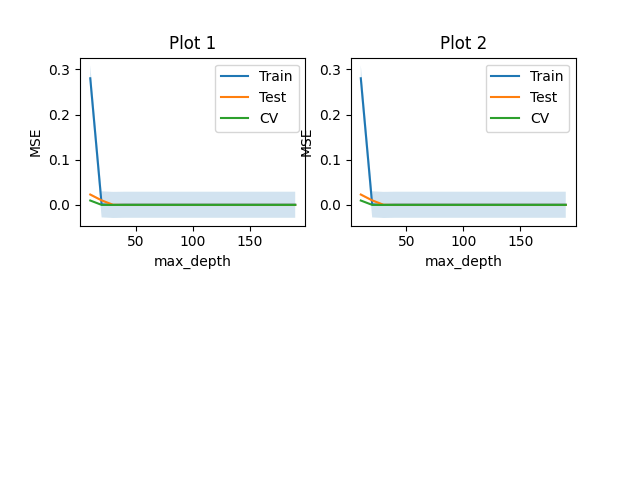 Plot 1
MSE
0.3
0.2
0.1
0.0
50 100 150
max_depth
Train
Test
CV
Plot 2
MSE
0.3
0.2
0.1
0.0
50 100 150
max_depth
Train
Test
CV